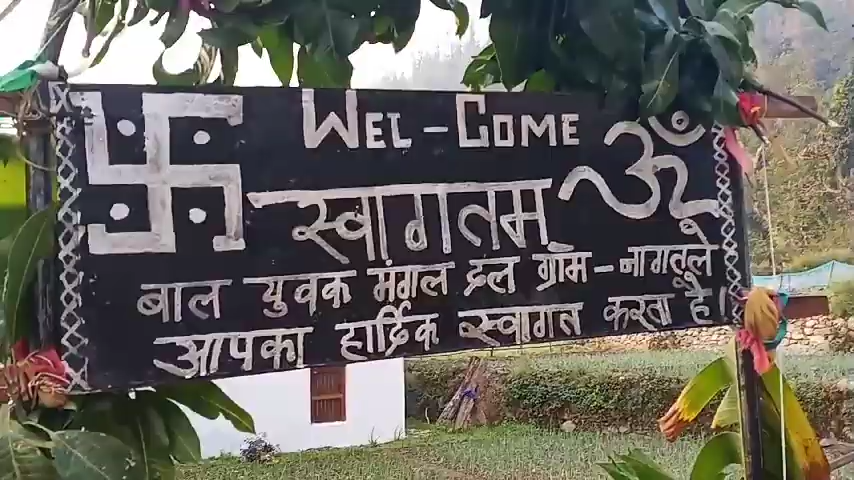 WEL-COME
ॐ
स्वागतम
बाल युवक मंगल दल ग्राम-नागतूले
आपका हार्दिक स्वागत करता है!